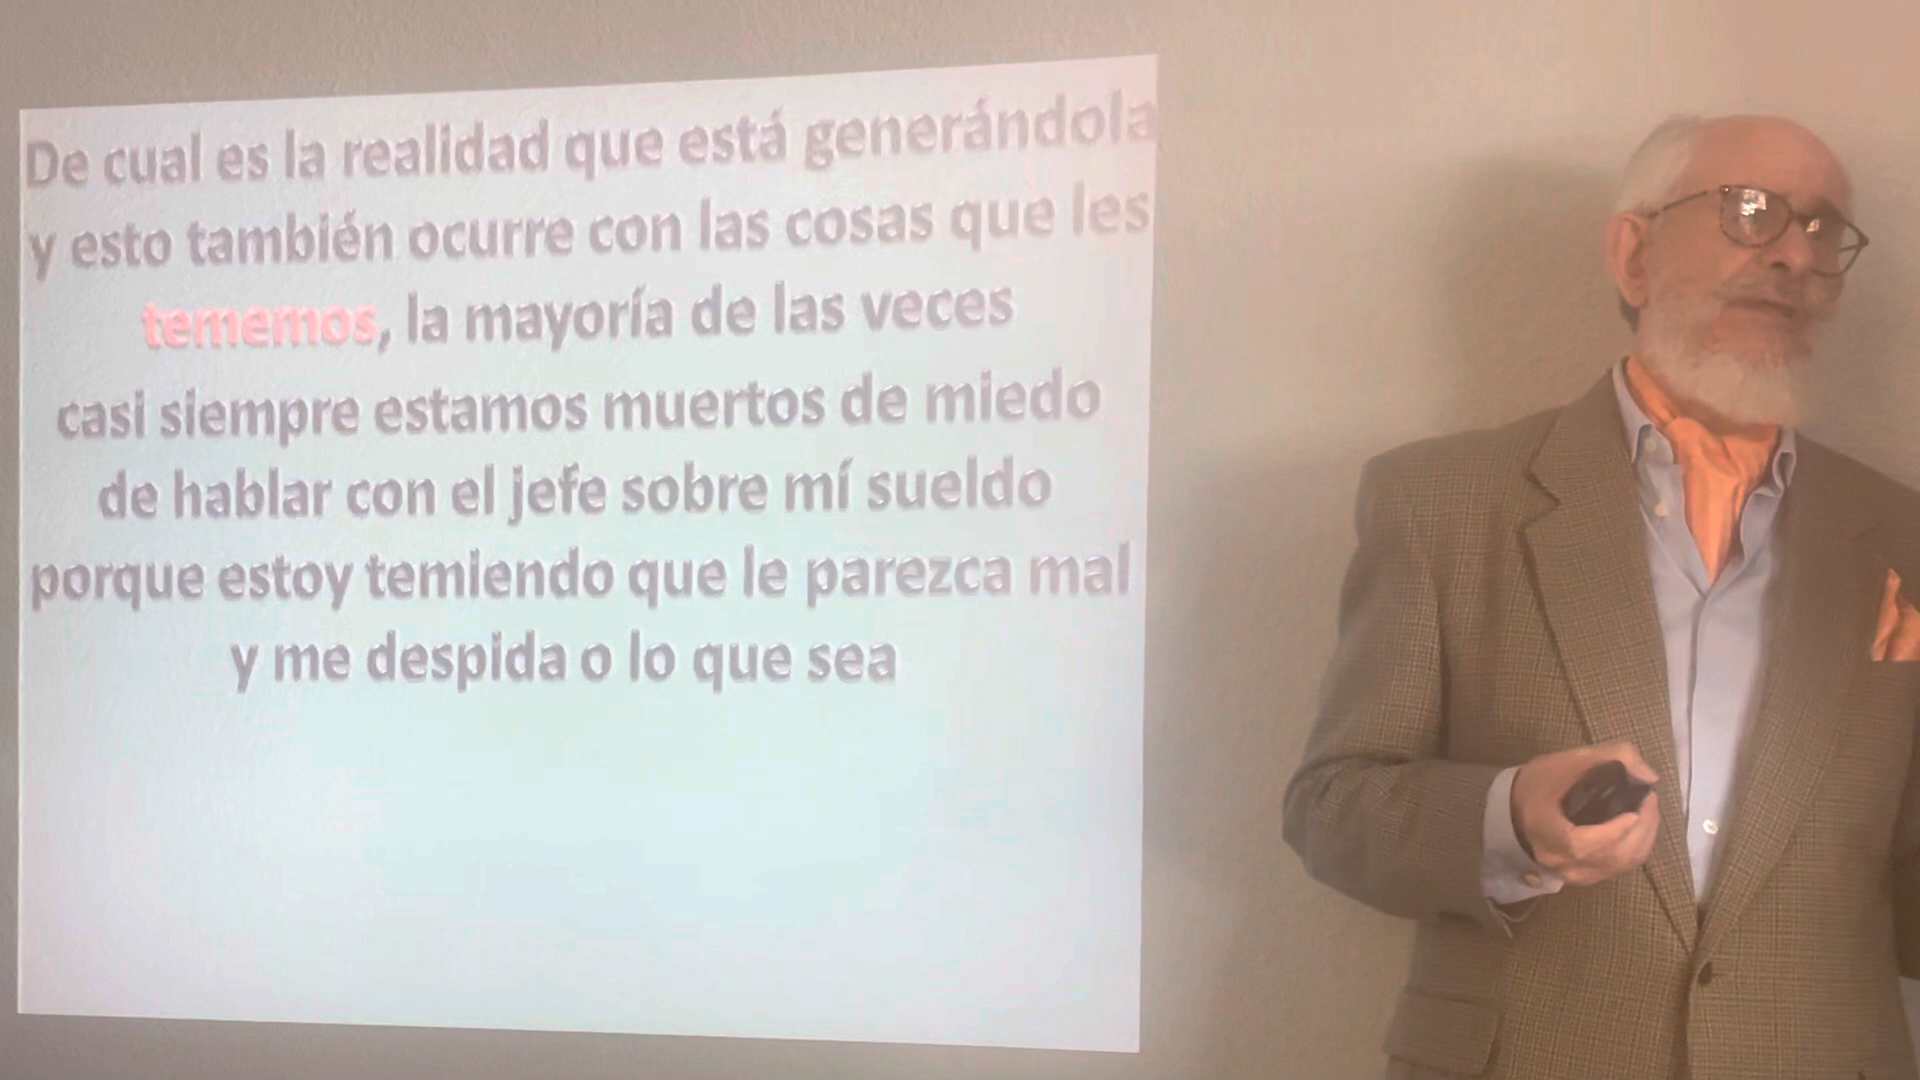 De cual es la realidad que está generándola
y esto también ocurre con las cosas que les
tememos, la mayoría de las veces
casi siempre estamos muertos de miedo
de hablar con el jefe sobre mí sueldo
porque estoy temiendo que le parezca mal
y me despida o lo que sea